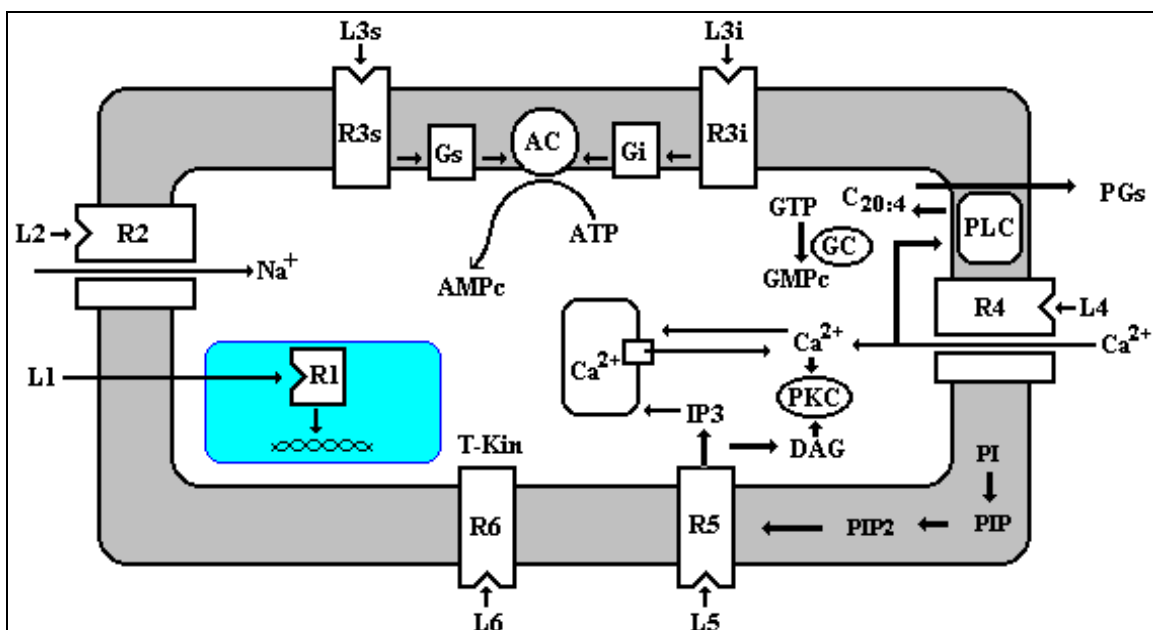 L3s
L3i
R3s
Gs
AC
Gi
R3i
C20:4
PGs
GTP
PLC
L2
R2
ATP
GC
Na+
AMPc
GMPc
R4
L4
Ca2+
Ca2+
Ca2+
L1
R1
PKC
IP3
T-Kin
DAG
PI
R6
R5
PIP2
PIP
L6
L5